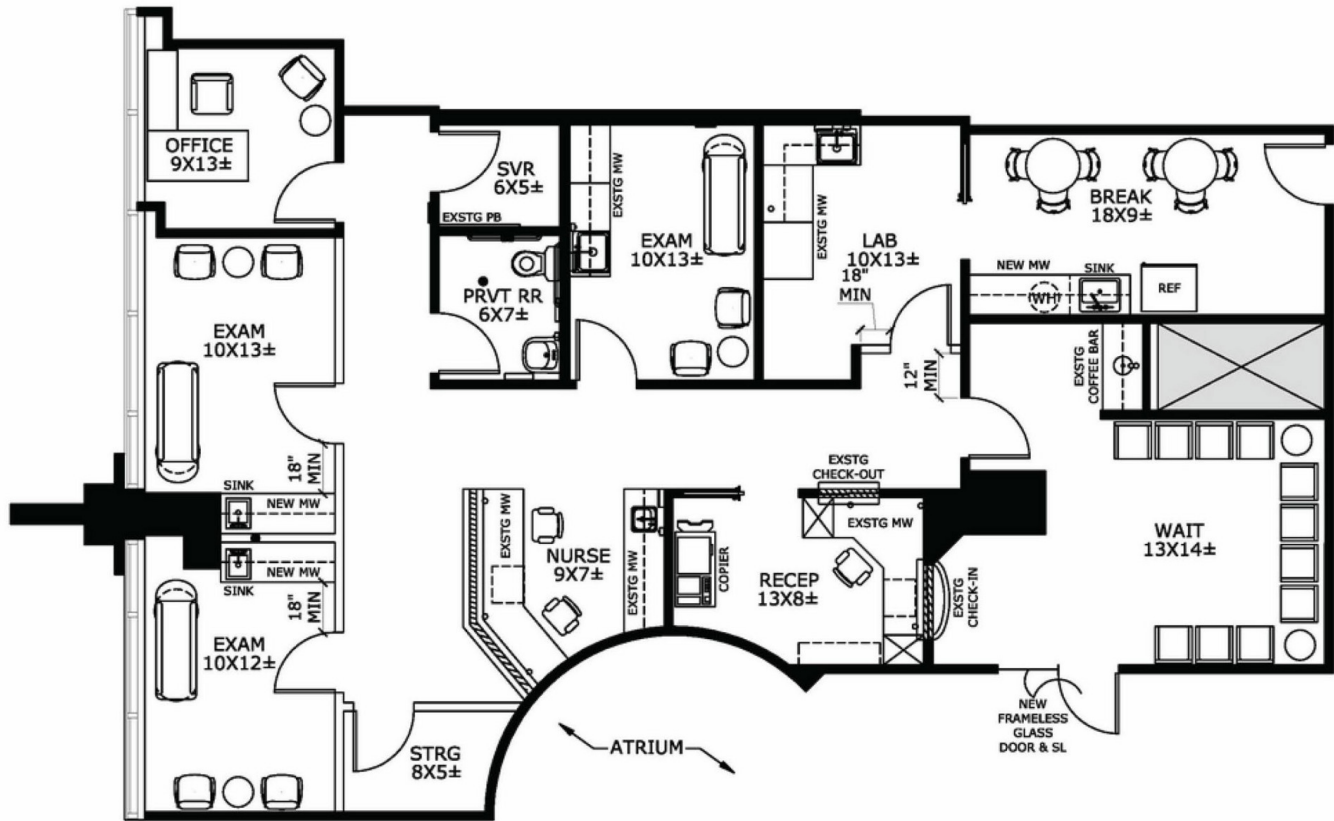 OFFICE
9X13±
SVR
6X5±
EXSTG PB
PRVT RR
6X7±
EXSTG MW
EXAM
10X13±
EXSTG MW
LAB
10X13±
18"
MIN
BREAK
18X9±
NEW MW
SINK
WH
REF
EXAM
10X13±
18"
MIN
SINK
NEW MW
NEW MW
SINK
18"
MIN
EXAM
10X12±
12"
MIN
EXSTG
COFFEE BAR
EXSTG
CHECK-OUT
EXSTG MW
NURSE
9X7±
EXSTG MW
COPIER
EXSTG MW
RECEP
13X8±
EXSTG
CHECK-IN
WAIT
13X14±
STRG
8X5±
ATRIUM
NEW
FRAMELESS
GLASS
DOOR & SL